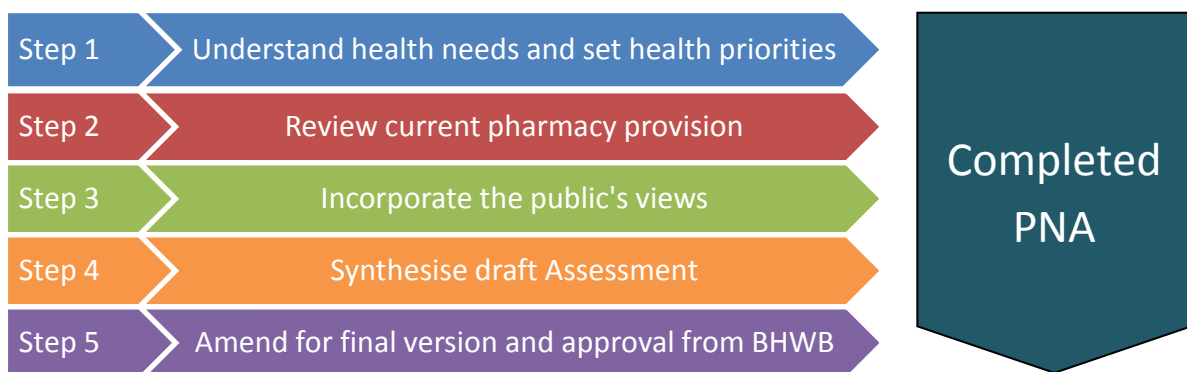 Step 1
Understand health needs and set health priorities
Step 2
Review current pharmacy provision
Step 3
Incorporate the public's views
Step 4
Synthesise draft Assessment
Step 5
Amend for final version and approval from BHWB
Completed
PNA